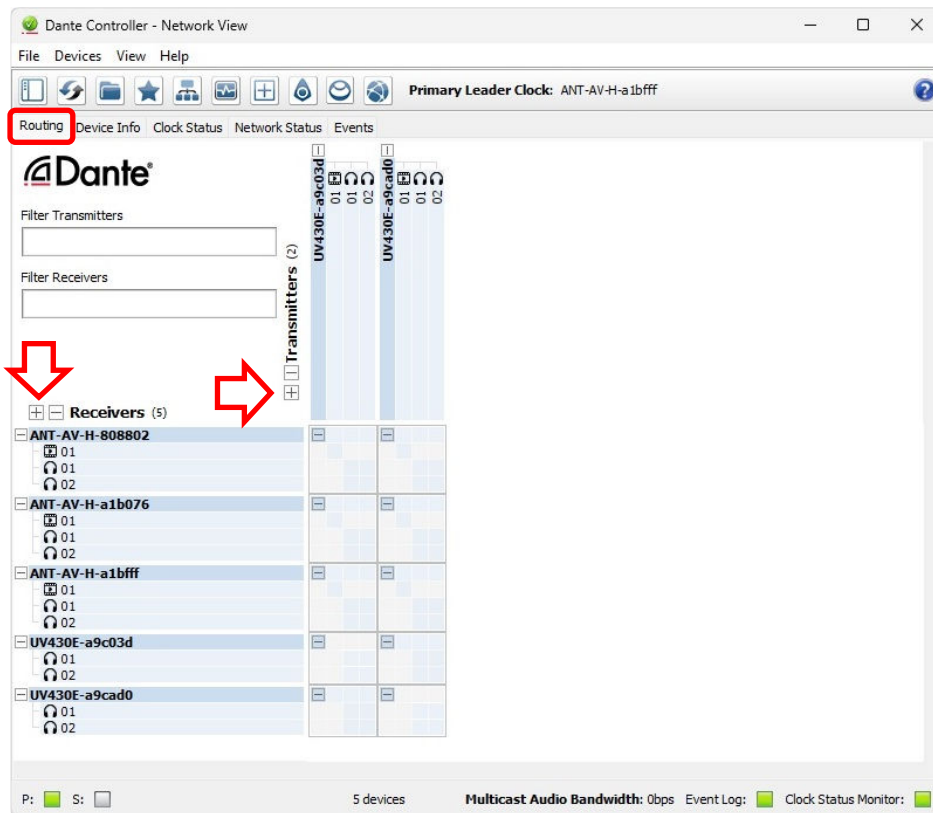 Dante Controller - Network View
File Devices View Help
Primary Leader Clock: ANT-AV-H-a1bfff
?
Routing Device Info Clock Status Network Status Events
Dante®
Filter Transmitters
Filter Receivers
Transmitters (2)
UV430E-a9c03d
01
01
02
UV430E-a9cad0
01
01
02
Receivers (5)
ANT-AV-H-808802
01
01
02
ANT-AV-H-a1b076
01
01
02
ANT-AV-H-a1bfff
01
01
02
UV430E-a9c03d
01
02
UV430E-a9cad0
01
02
P: S: 5 devices Multicast Audio Bandwidth: 0bps Event Log: Clock Status Monitor: